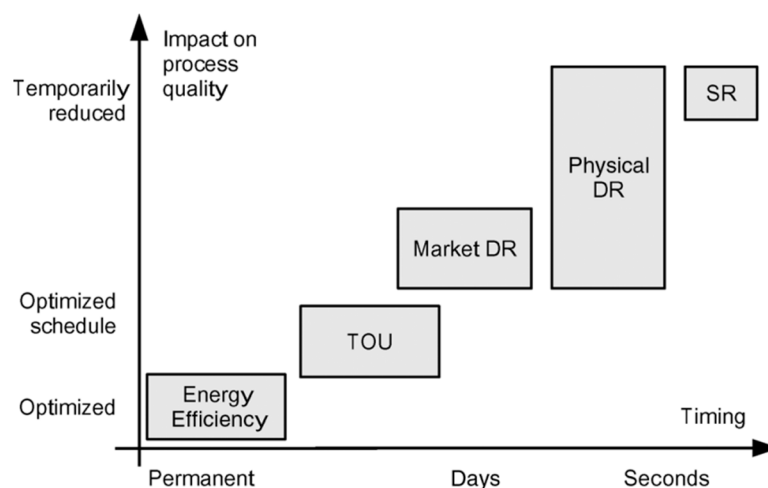 Impact on
process
quality
Temporarily
reduced
SR
Physical
DR
Market DR
Optimized
schedule
TOU
Energy
Efficiency
Optimized
Timing
Permanent
Days
Seconds